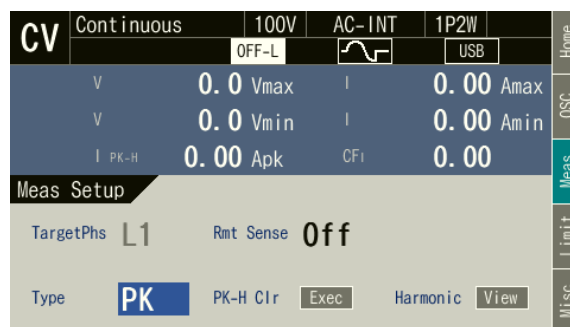 CV Continuous 100V AC-INT 1P2W
OFF-L USB
V 0.0 Vmax I 0.00 Amax
V 0.0 Vmin I 0.00 Amin
I PK-H 0.00 Apk CFI 0.00
Meas Setup
TargetPhs L1 Rmt Sense Off
Type PK PK-H Clr Exec Harmonic View
Home
OSC
Meas
Limit
Misc